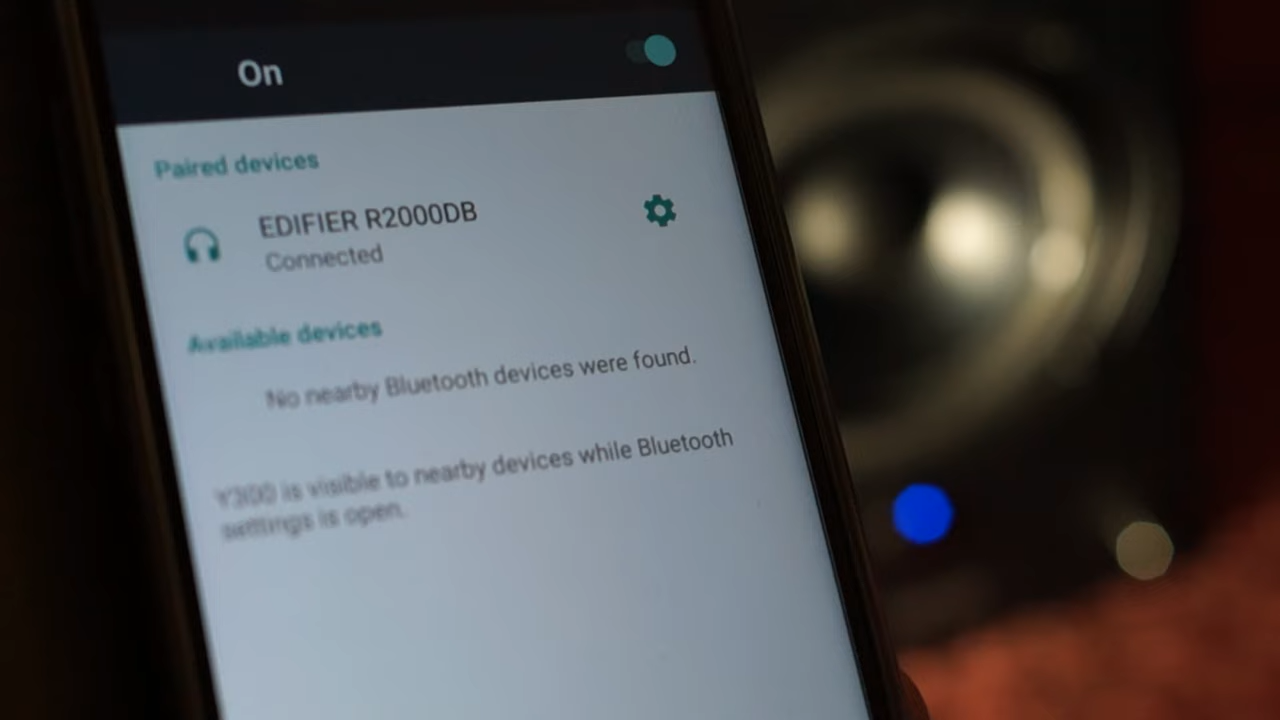 On
Paired devices
EDIFIER R2000DB
Connected
Available devices
No nearby Bluetooth devices were found.
Y300 is visible to nearby devices while Bluetooth
settings is open.